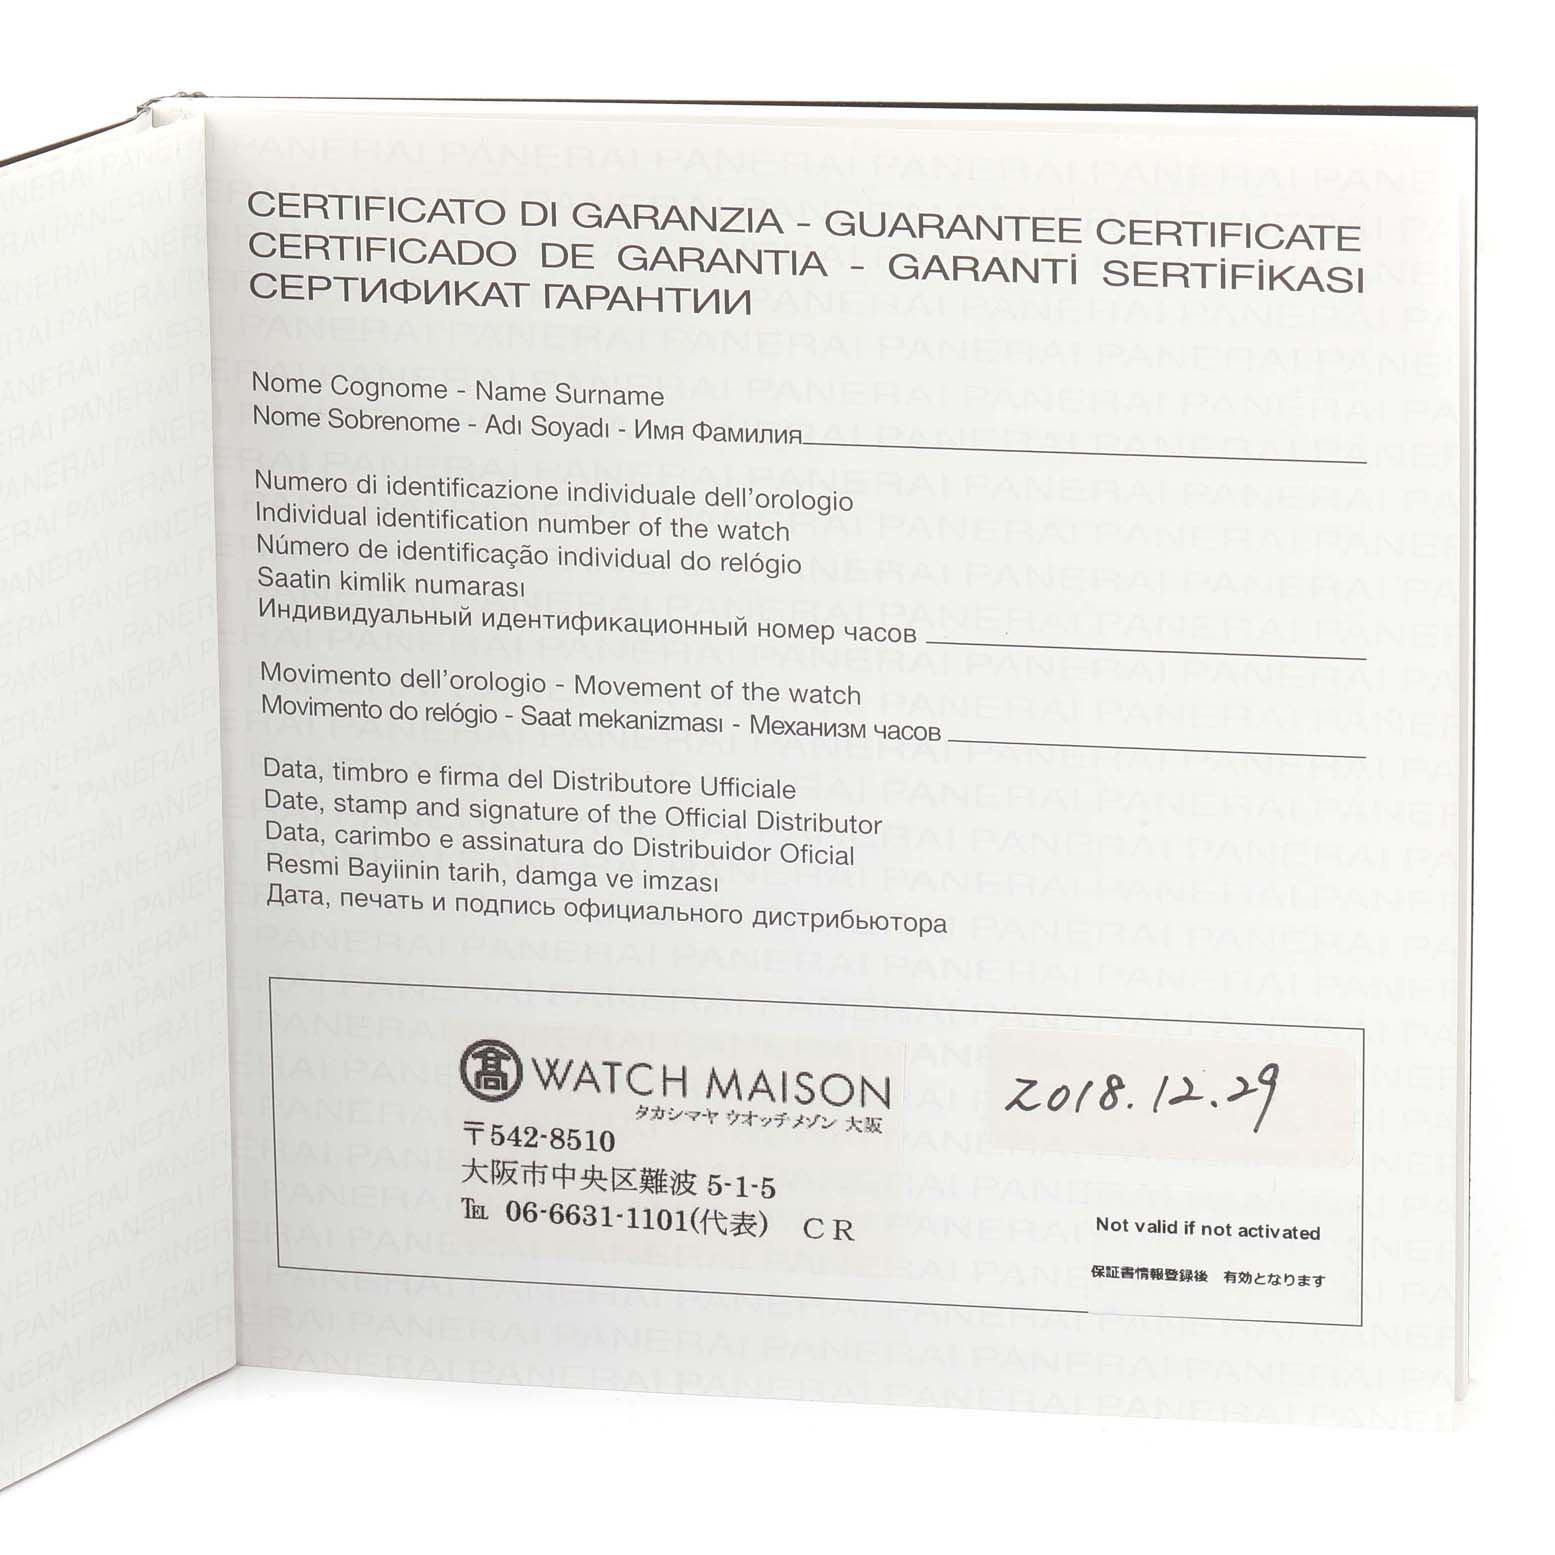 CERTIFICATO DI GARANZIA - GUARANTEE CERTIFICATE
CERTIFICADO DE GARANTIA - GARANTİ SERTİFİKASI
СЕРТИФИКАТ ГАРАНТИИ
Nome Cognome - Name Surname
Nome Sobrenome - Adı Soyadı - Имя Фамилия
Numero di identificazione individuale dell'orologio
Individual identification number of the watch
Número de identificação individual do relógio
Saatin kimlik numarası
Индивидуальный идентификационный номер часов
Movimento dell'orologio - Movement of the watch
Movimento do relógio - Saat mekanizması - Механизм часов
Data, timbro e firma del Distributore Ufficiale
Date, stamp and signature of the Official Distributor
Data, carimbo e assinatura do Distribuidor Oficial
Resmi Bayiinin tarih, damga ve imzası
Дата, печать и подпись официального дистрибьютора
髙 WATCH MAISON
タカシマヤ ウオッチメゾン 大阪
〒542-8510
大阪市中央区難波 5-1-5
℡ 06-6631-1101(代表) CR
2018.12.29
Not valid if not activated
保証書情報登録後 有効となります